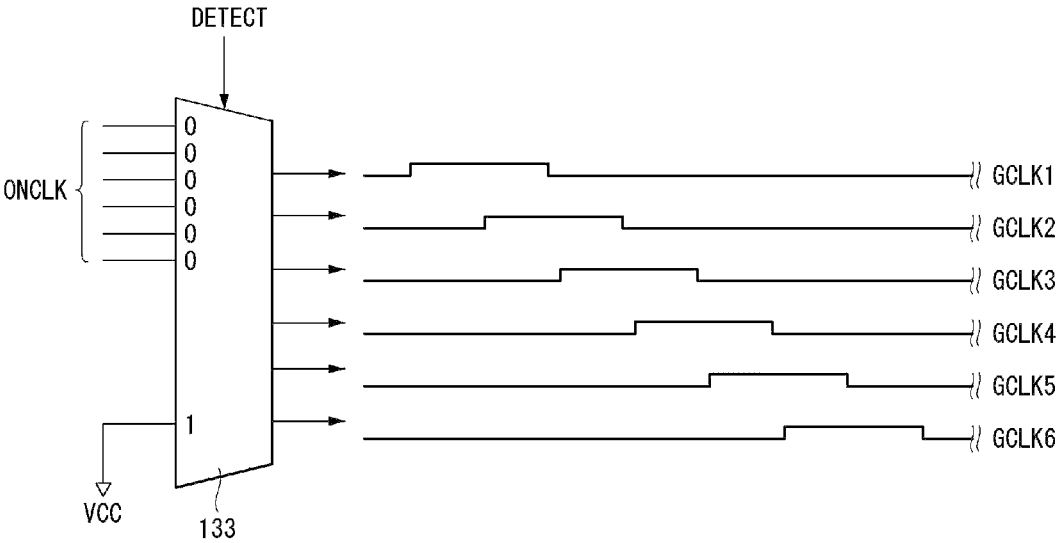 DETECT
0
0
0
ONCLK
0
0
0
1
VCC
133
GCLK1
GCLK2
GCLK3
GCLK4
GCLK5
GCLK6